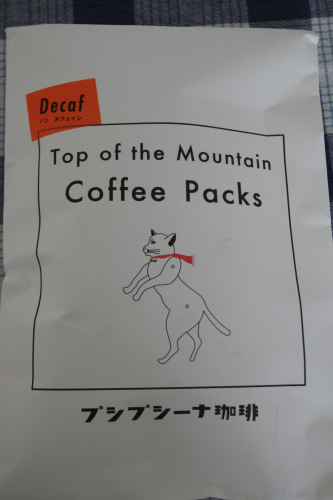 Decaf
ノン カフェイン
Top of the Mountain
Coffee Packs
プシプシーナ珈琲